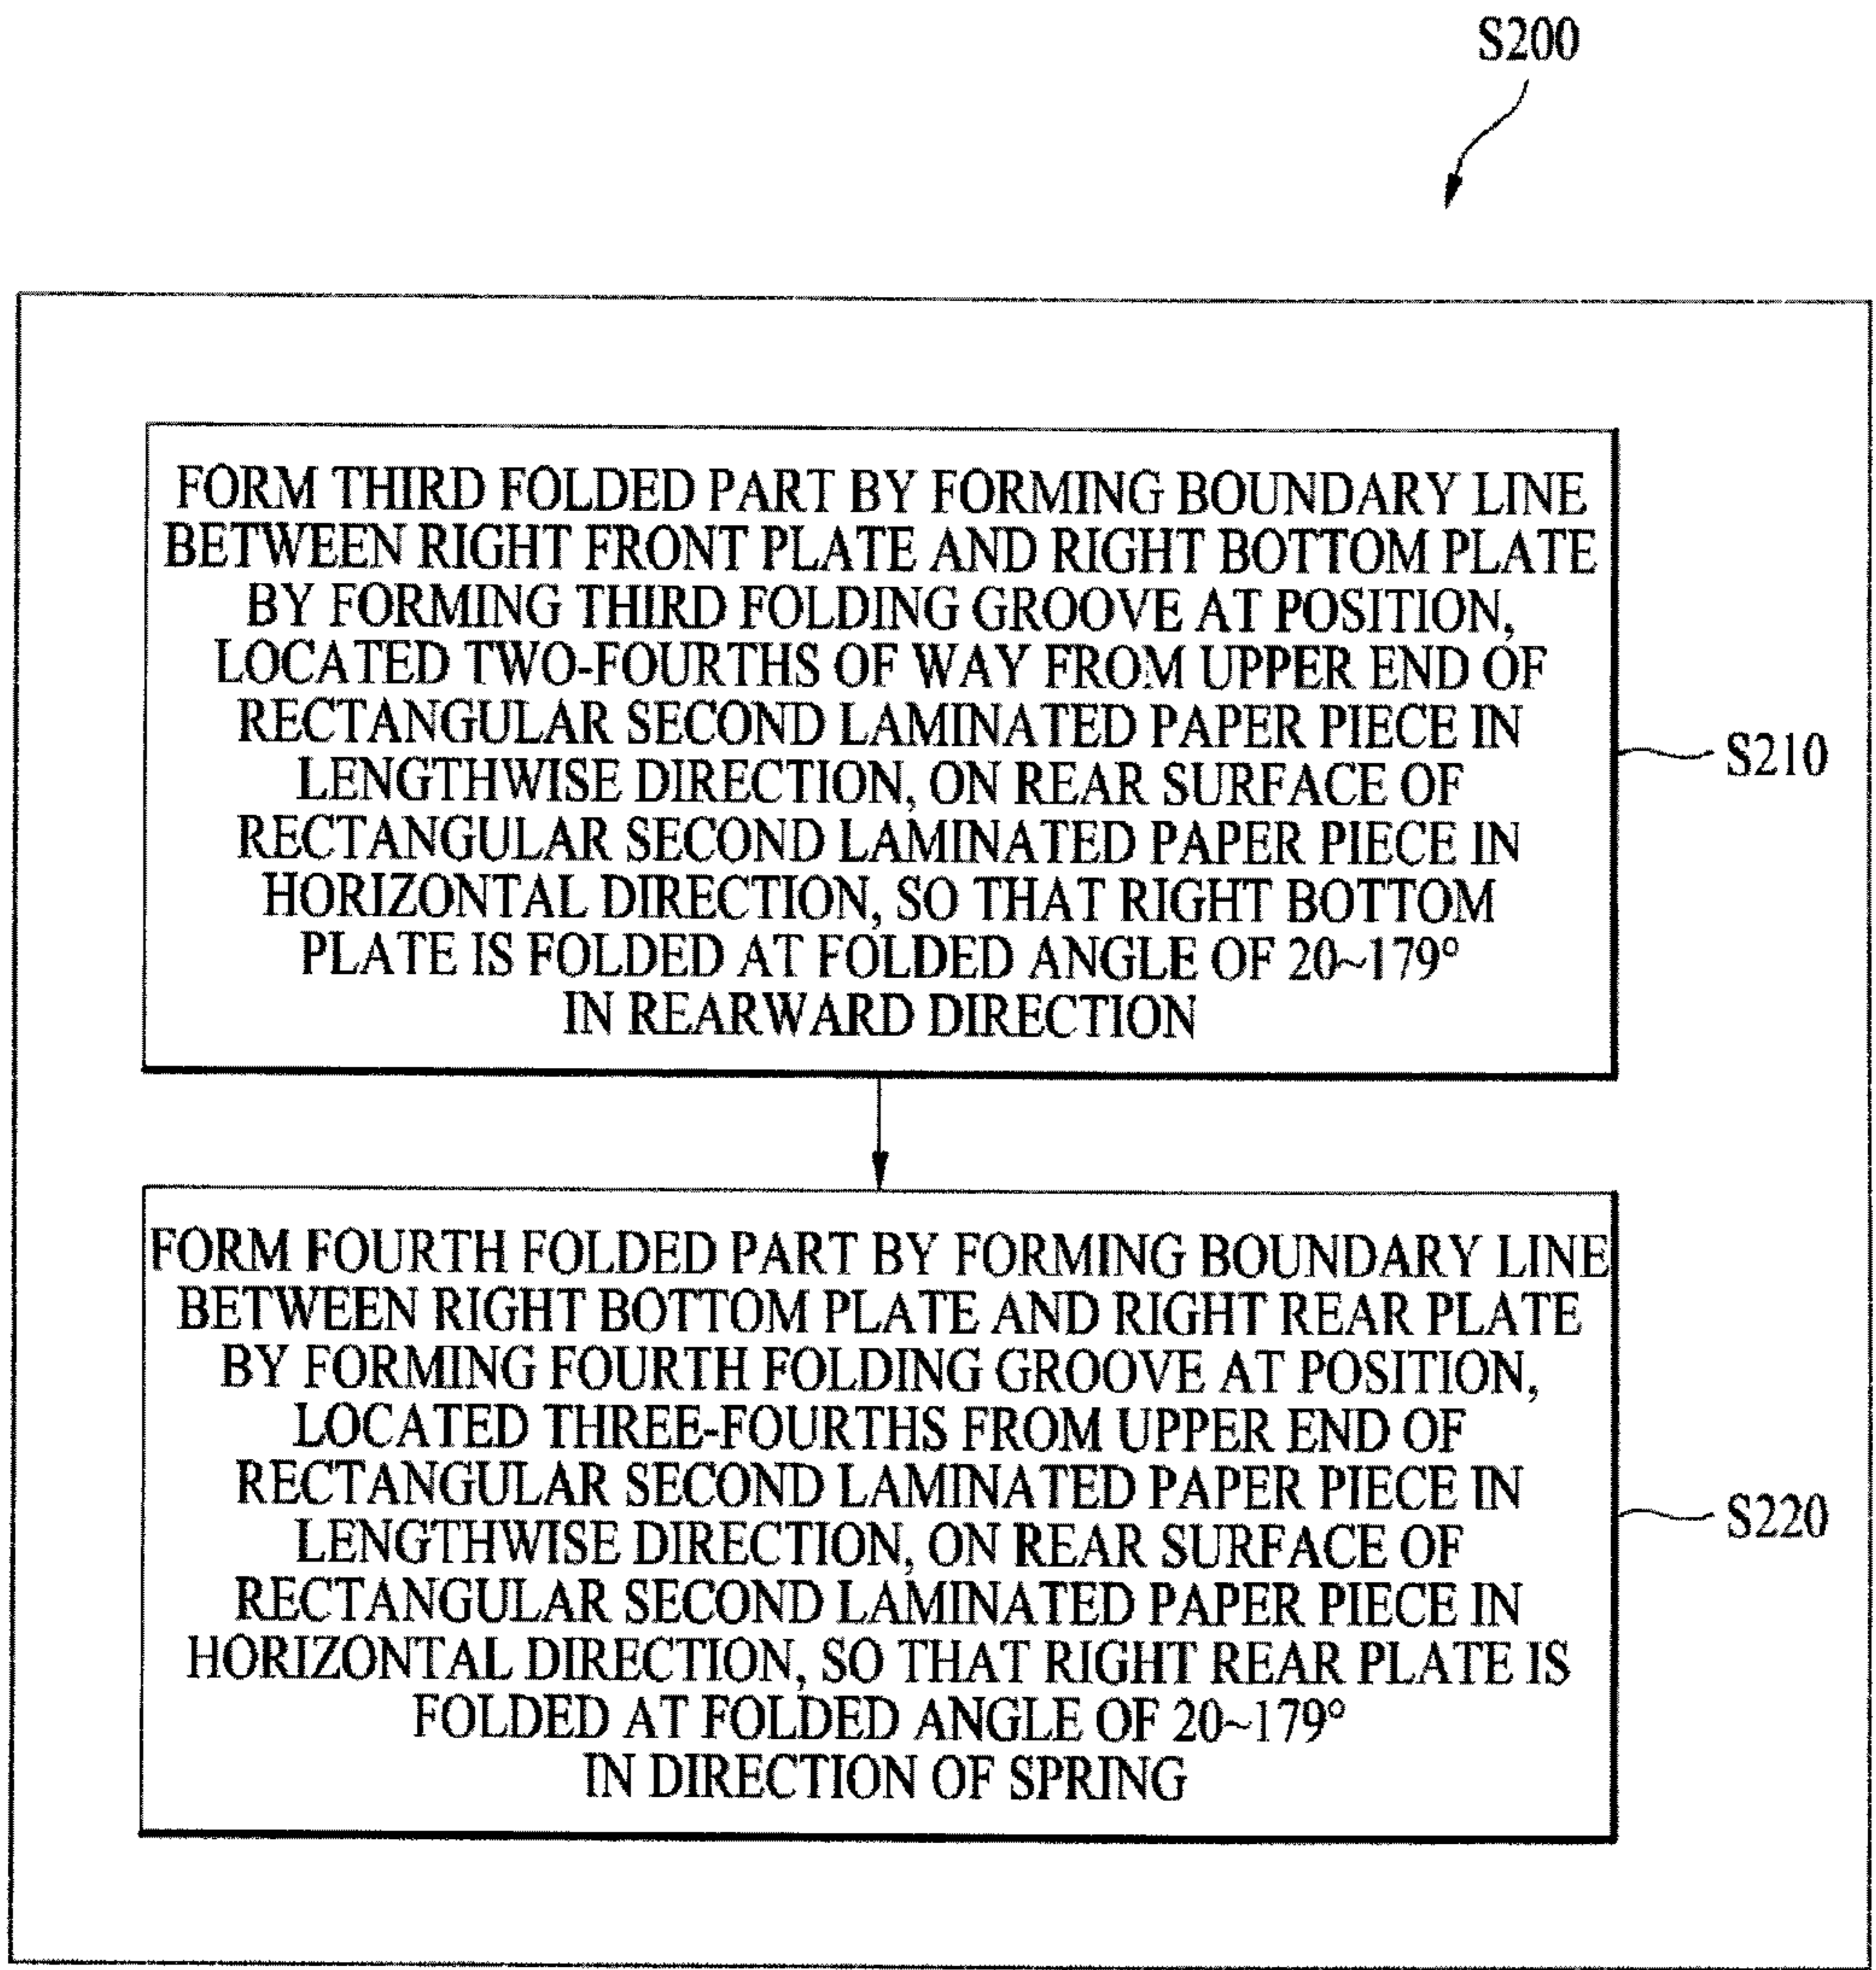 S200
FORM THIRD FOLDED PART BY FORMING BOUNDARY LINE
BETWEEN RIGHT FRONT PLATE AND RIGHT BOTTOM PLATE
BY FORMING THIRD FOLDING GROOVE AT POSITION,
LOCATED TWO-FOURTHS OF WAY FROM UPPER END OF
RECTANGULAR SECOND LAMINATED PAPER PIECE IN
LENGTHWISE DIRECTION, ON REAR SURFACE OF
RECTANGULAR SECOND LAMINATED PAPER PIECE IN
HORIZONTAL DIRECTION, SO THAT RIGHT BOTTOM
PLATE IS FOLDED AT FOLDED ANGLE OF 20~179°
IN REARWARD DIRECTION
S210
FORM FOURTH FOLDED PART BY FORMING BOUNDARY LINE
BETWEEN RIGHT BOTTOM PLATE AND RIGHT REAR PLATE
BY FORMING FOURTH FOLDING GROOVE AT POSITION,
LOCATED THREE-FOURTHS FROM UPPER END OF
RECTANGULAR SECOND LAMINATED PAPER PIECE IN
LENGTHWISE DIRECTION, ON REAR SURFACE OF
RECTANGULAR SECOND LAMINATED PAPER PIECE IN
HORIZONTAL DIRECTION, SO THAT RIGHT REAR PLATE IS
FOLDED AT FOLDED ANGLE OF 20~179°
IN DIRECTION OF SPRING
S220